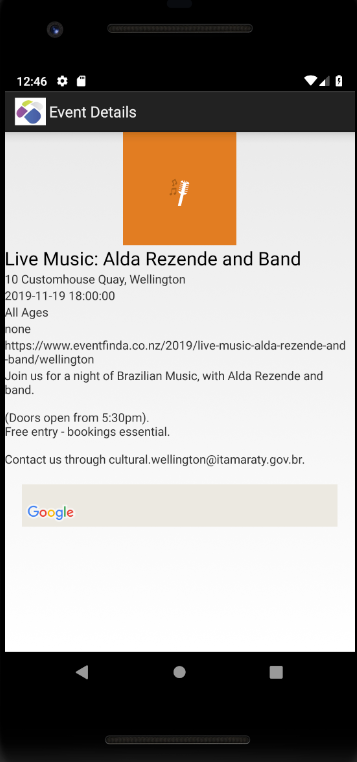 12:46
Event Details
Live Music: Alda Rezende and Band
10 Customhouse Quay, Wellington
2019-11-19 18:00:00
All Ages
none
https://www.eventfinda.co.nz/2019/live-music-alda-rezende-and
-band/wellington
Join us for a night of Brazilian Music, with Alda Rezende and
band.
(Doors open from 5:30pm).
Free entry - bookings essential.
Contact us through cultural.wellington@itamaraty.gov.br.
Google